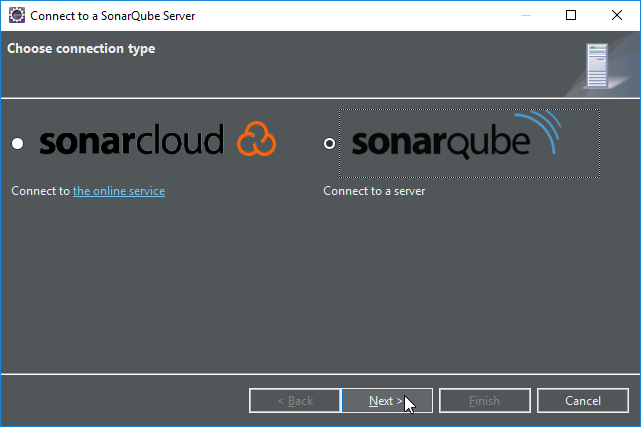 Connect to a SonarQube Server
Choose connection type
sonarcloud
sonarqube
Connect to the online service
Connect to a server
< Back
Next >
Finish
Cancel